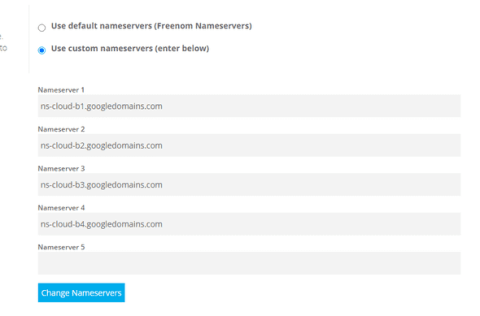 Use default nameservers (Freenom Nameservers)
to
Use custom nameservers (enter below)
Nameserver 1
ns-cloud-b1.googledomains.com
Nameserver 2
ns-cloud-b2.googledomains.com
Nameserver 3
ns-cloud-b3.googledomains.com
Nameserver 4
ns-cloud-b4.googledomains.com
Nameserver 5
Change Nameservers